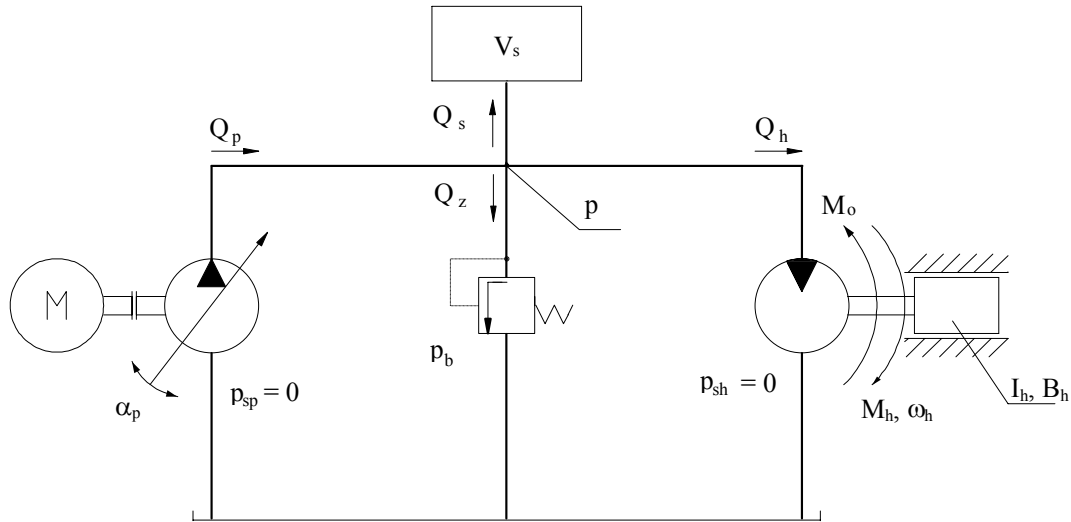 V_s
Q_s
Q_p
Q_h
Q_z
p
M_o
M
p_b
p_sp = 0
p_sh = 0
α_p
M_h, ω_h
I_h, B_h